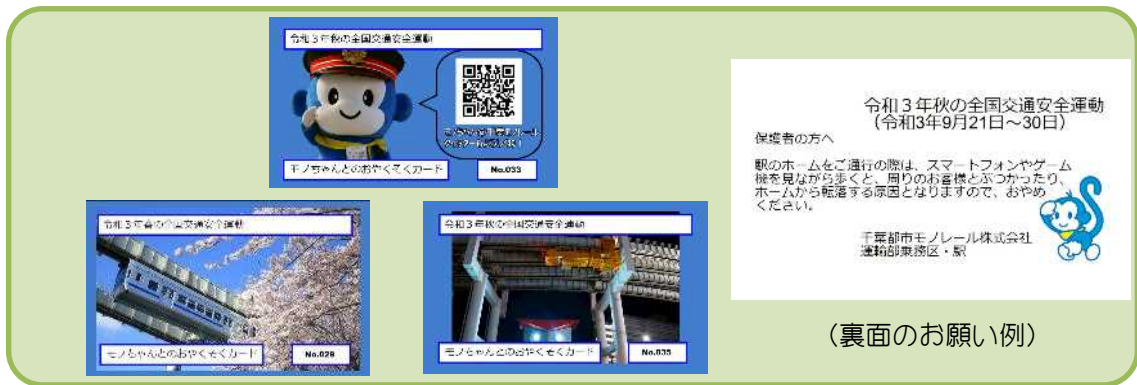 令和3年秋の全国交通安全運動
モノちゃんとのおやくそくカード
No.033
令和3年春の全国交通安全運動
モノちゃんとのおやくそくカード
No.029
令和3年秋の全国交通安全運動
モノちゃんとのおやくそくカード
No.035
令和3年秋の全国交通安全運動
(令和3年9月21日～30日)
保護者の方へ
駅のホームをご通行の際は、スマートフォンやゲーム
機を見ながら歩くと、周りのお客様とぶつかったり、
ホームから転落する原因となりますので、おやめ
ください。
千葉都市モノレール株式会社
運輸部乗務区・駅
(裏面のお願い例)